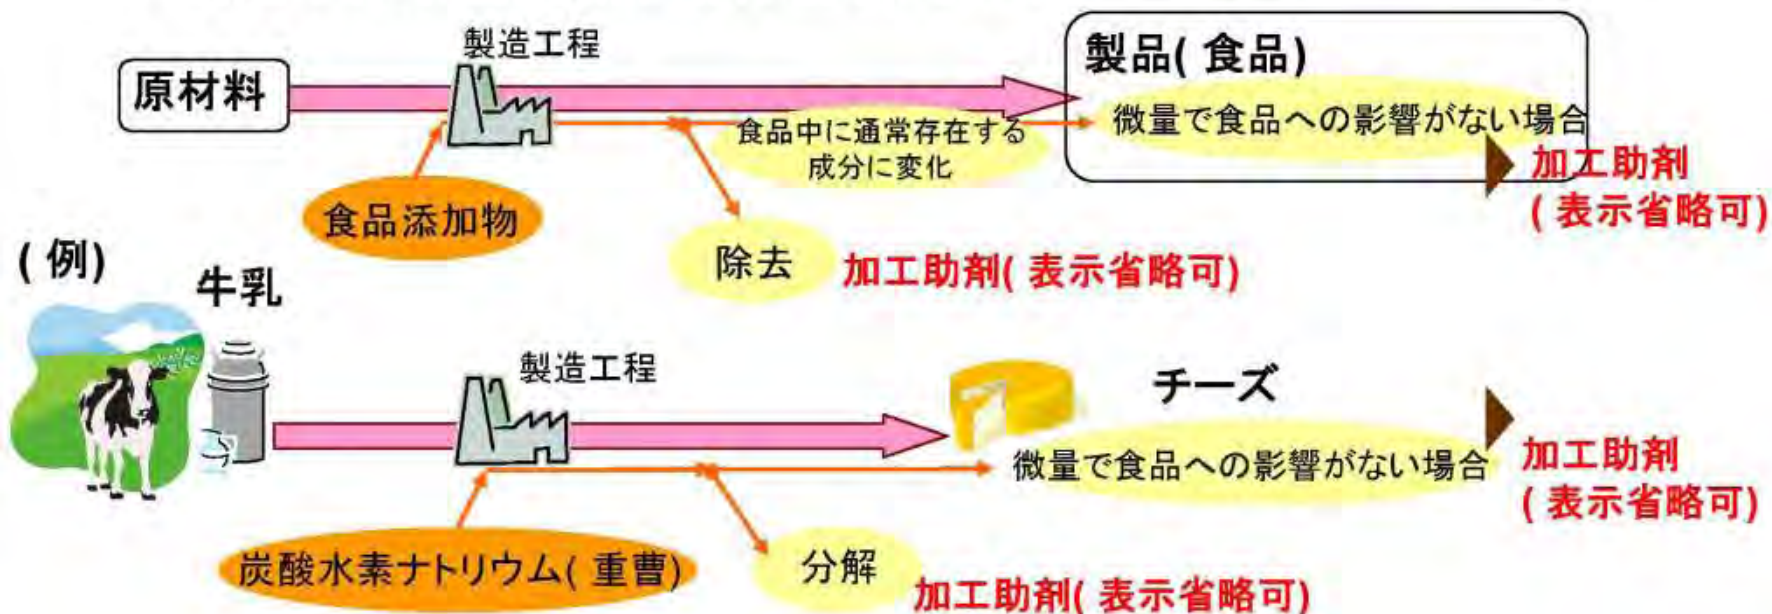 製造工程
原材料
製品( 食品)
食品中に通常存在する
成分に変化
微量で食品への影響がない場合
加工助剤
( 表示省略可)
食品添加物
除去
加工助剤( 表示省略可)
( 例)
牛乳
製造工程
チーズ
微量で食品への影響がない場合
加工助剤
( 表示省略可)
炭酸水素ナトリウム( 重曹)
分解
加工助剤( 表示省略可)